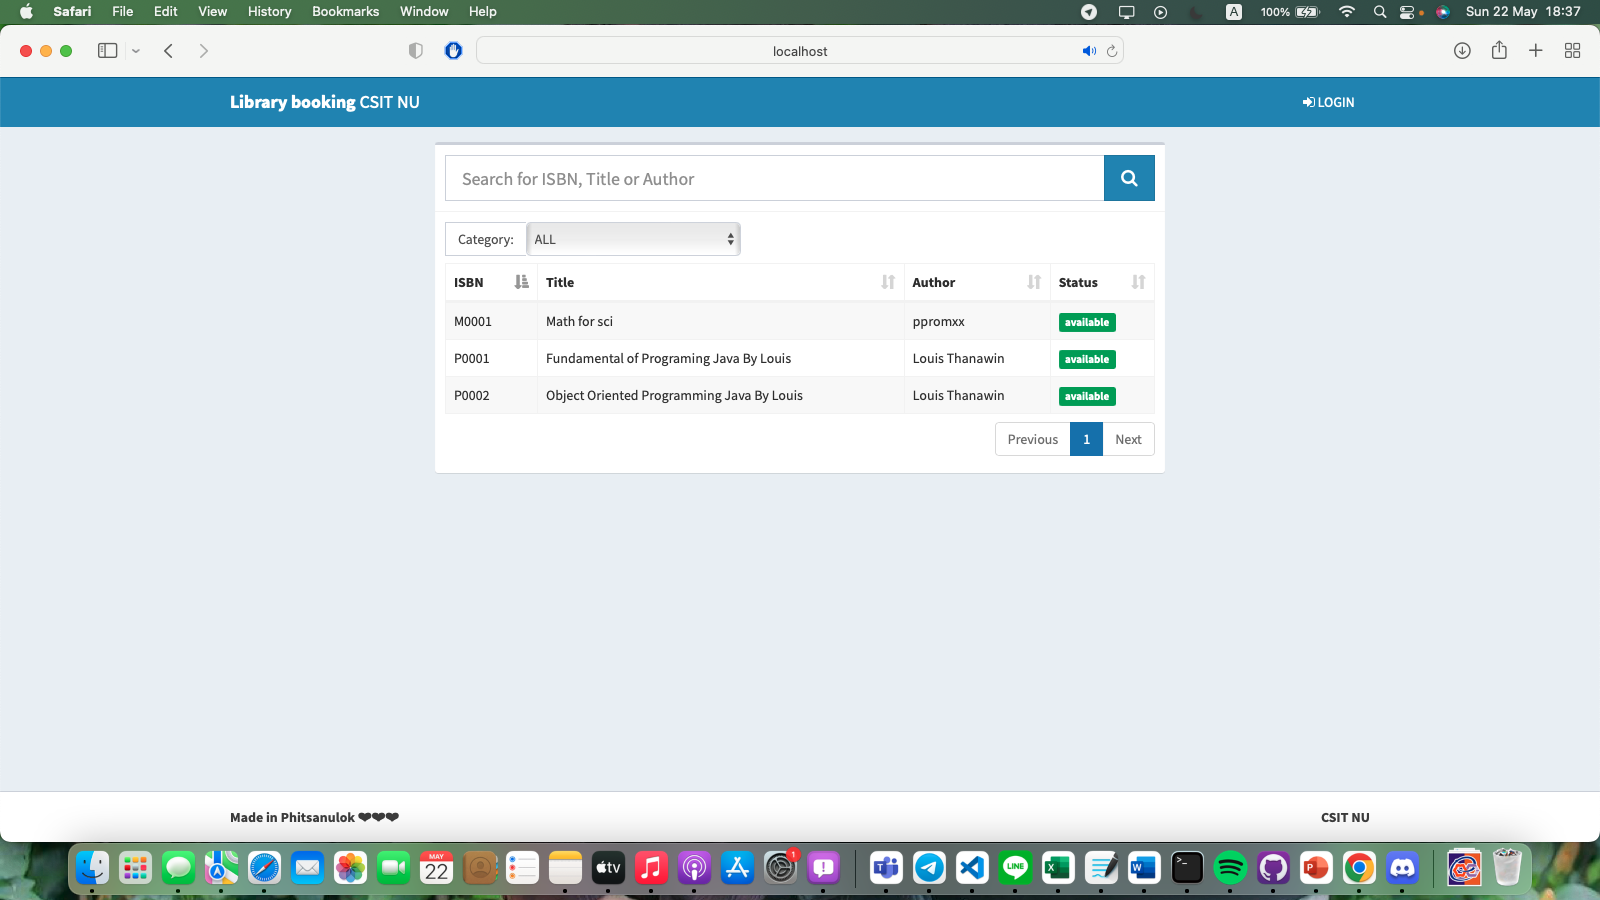 Safari File Edit View History Bookmarks Window Help A 100% Sun 22 May 18:37
localhost
Library booking CSIT NU LOGIN
Search for ISBN, Title or Author
Category: ALL
ISBN Title Author Status
M0001 Math for sci ppromxx available
P0001 Fundamental of Programing Java By Louis Louis Thanawin available
P0002 Object Oriented Programming Java By Louis Louis Thanawin available
Previous 1 Next
Made in Phitsanulok ❤❤❤ CSIT NU
MAY
22
tv
1
LINE
X
W
>_
P